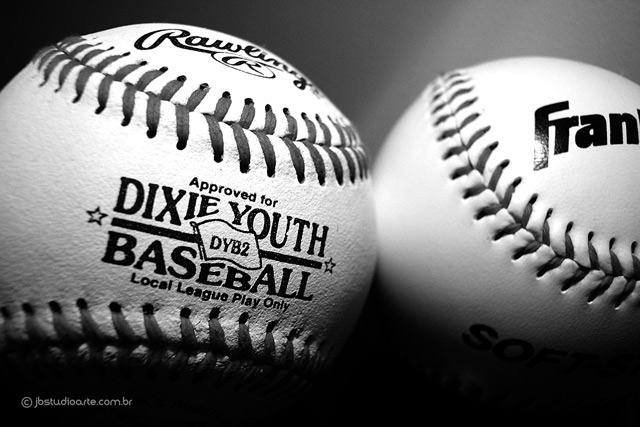 Rawlings
R
Approved for
DIXIE YOUTH
DYB2
BASEBALL
Local League Play Only
Fran
SOFT-S
© jbstudioarte.com.br